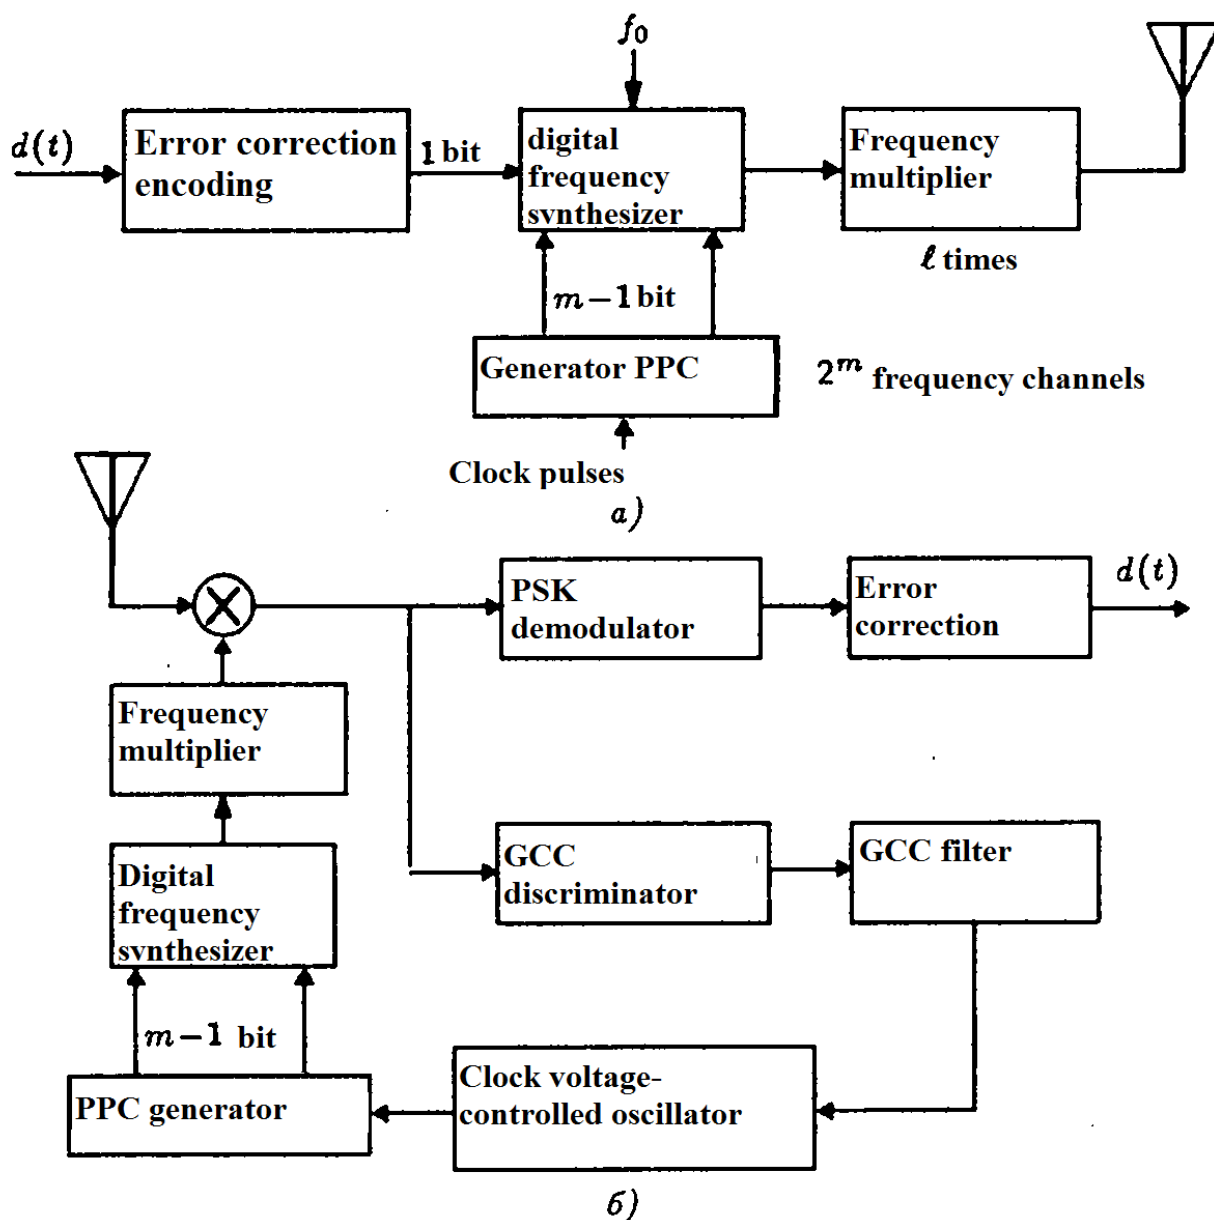 f₀
d(t)
Error correction
encoding
1 bit
digital
frequency
synthesizer
Frequency
multiplier
ℓ times
m − 1 bit
Generator PPC
2ᵐ frequency channels
Clock pulses
а)
PSK
demodulator
Error
correction
d(t)
Frequency
multiplier
GCC
discriminator
GCC filter
Digital
frequency
synthesizer
m − 1 bit
PPC generator
Clock voltage-
controlled oscillator
б)